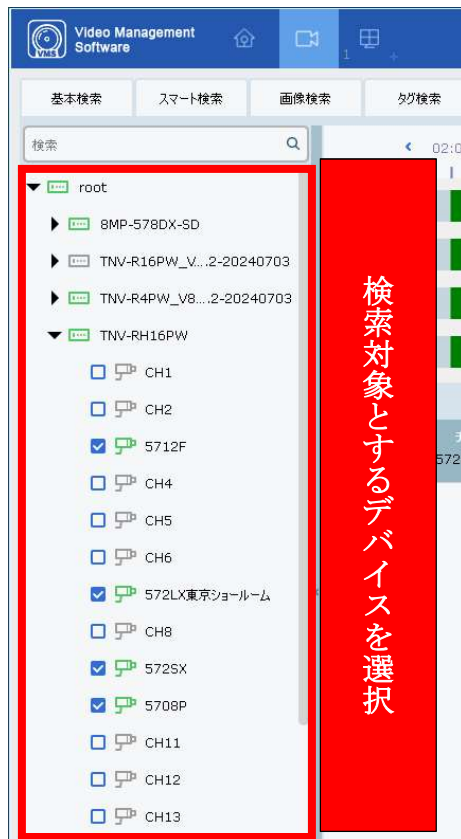 Video Management
Software
VMS
1
+
基本検索
スマート検索
画像検索
タグ検索
検索
02:0
root
8MP-578DX-SD
TNV-R16PW_V....2-20240703
TNV-R4PW_V8....2-20240703
TNV-RH16PW
CH1
CH2
5712F
CH4
CH5
CH6
572LX東京ショールーム
CH8
572SX
5708P
CH11
CH12
CH13
検索対象とするデバイスを選択
572